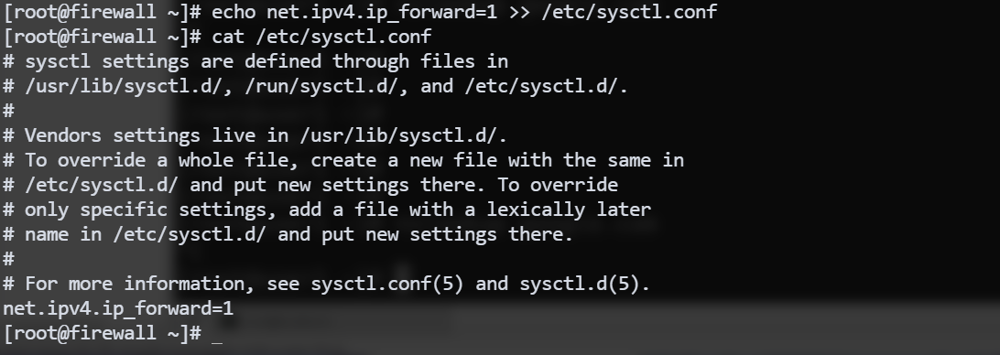 [root@firewall ~]# echo net.ipv4.ip_forward=1 >> /etc/sysctl.conf
[root@firewall ~]# cat /etc/sysctl.conf
# sysctl settings are defined through files in
# /usr/lib/sysctl.d/, /run/sysctl.d/, and /etc/sysctl.d/.
#
# Vendors settings live in /usr/lib/sysctl.d/.
# To override a whole file, create a new file with the same in
# /etc/sysctl.d/ and put new settings there. To override
# only specific settings, add a file with a lexically later
# name in /etc/sysctl.d/ and put new settings there.
#
# For more information, see sysctl.conf(5) and sysctl.d(5).
net.ipv4.ip_forward=1
[root@firewall ~]# _